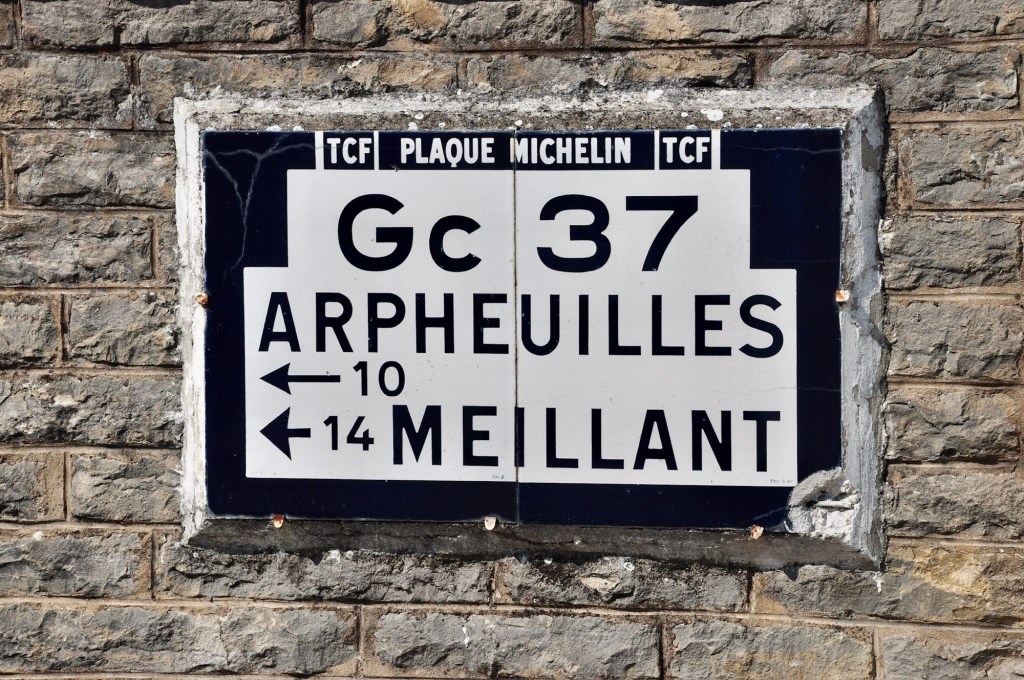 TCF PLAQUE MICHELIN TCF
Gc 37
ARPHEUILLES
← 10
← 14 MEILLANT